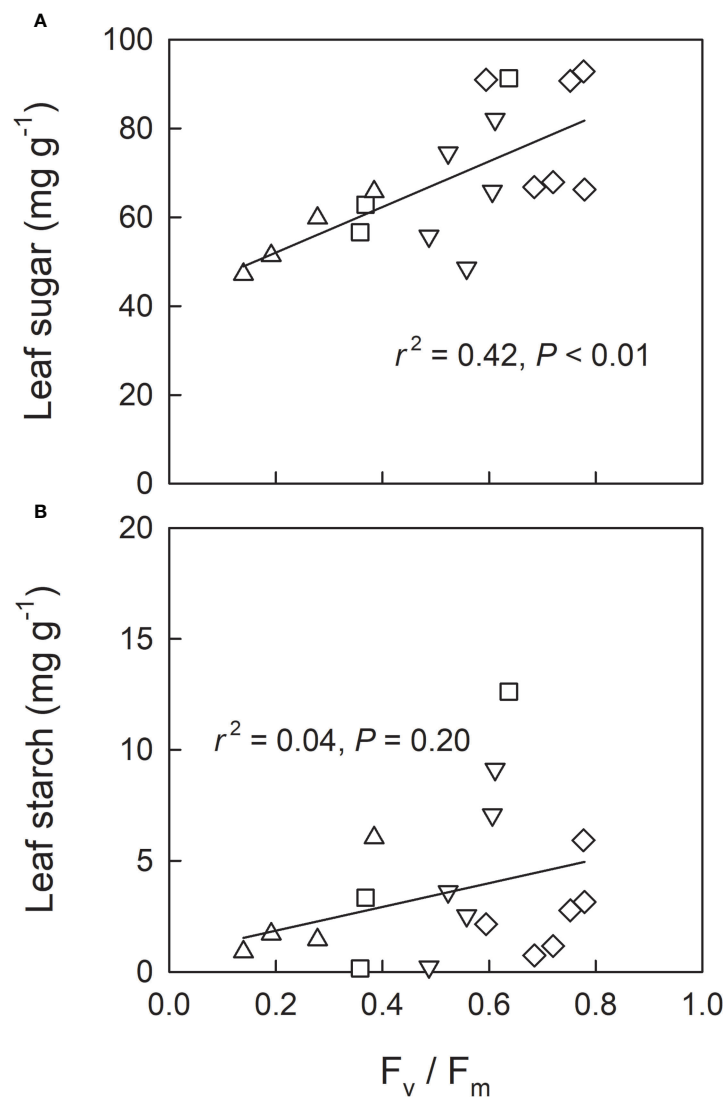 A
100
80
60
40
20
0
Leaf sugar (mg g⁻¹)
r² = 0.42, P < 0.01
B
20
15
10
5
0
Leaf starch (mg g⁻¹)
r² = 0.04, P = 0.20
0.0 0.2 0.4 0.6 0.8 1.0
Fᵥ / Fₘ